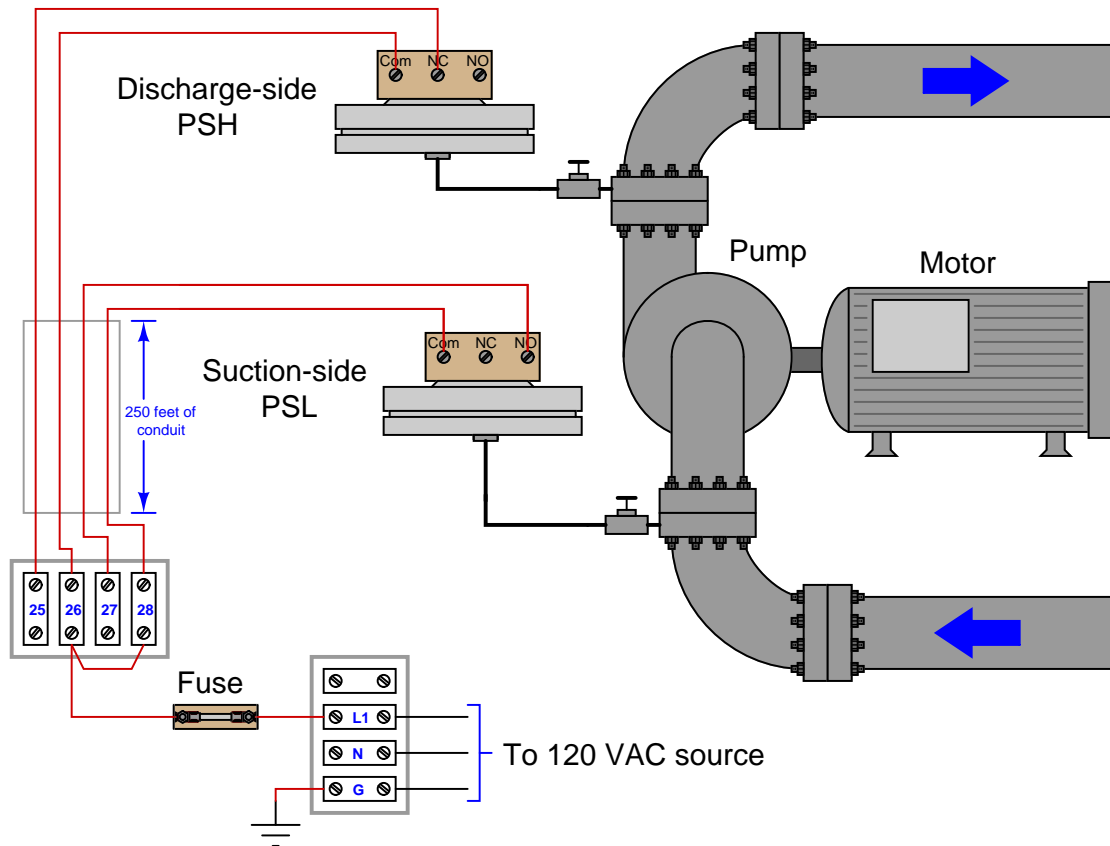 Com NC NO
Discharge-side
PSH
Pump
Motor
Com NC NO
Suction-side
PSL
250 feet of
conduit
25 26 27 28
Fuse
L1
N
To 120 VAC source
G